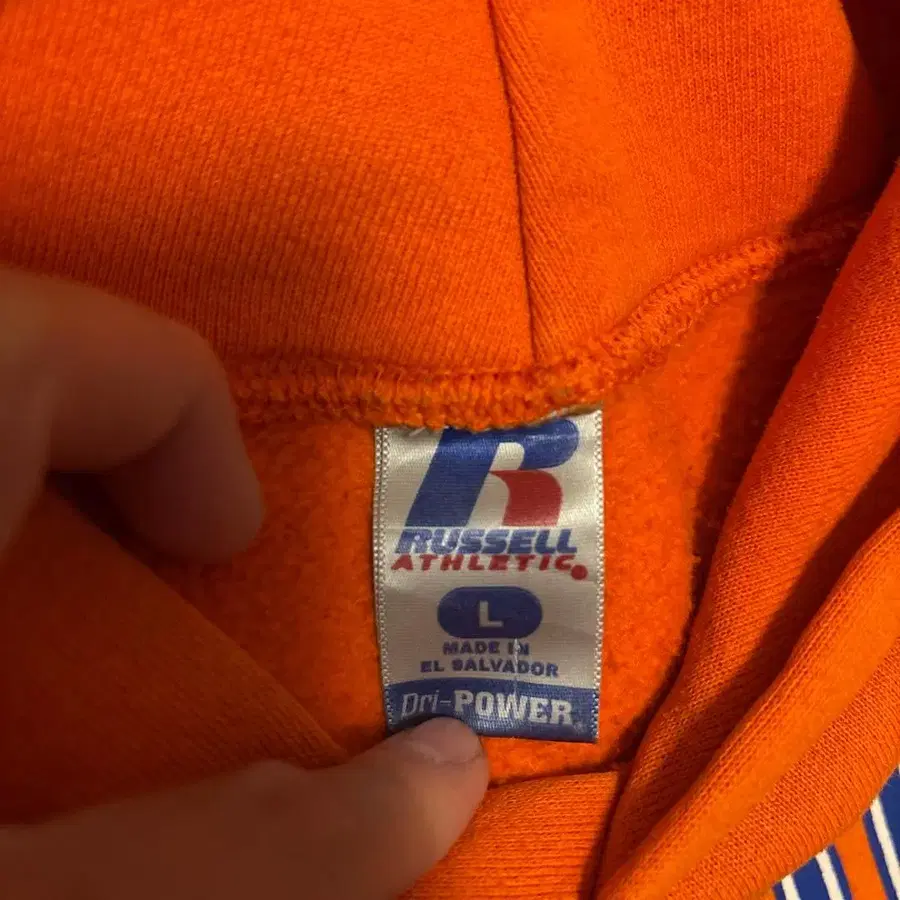 R
RUSSELL
ATHLETIC
L
MADE IN
EL SALVADOR
Dri-POWER